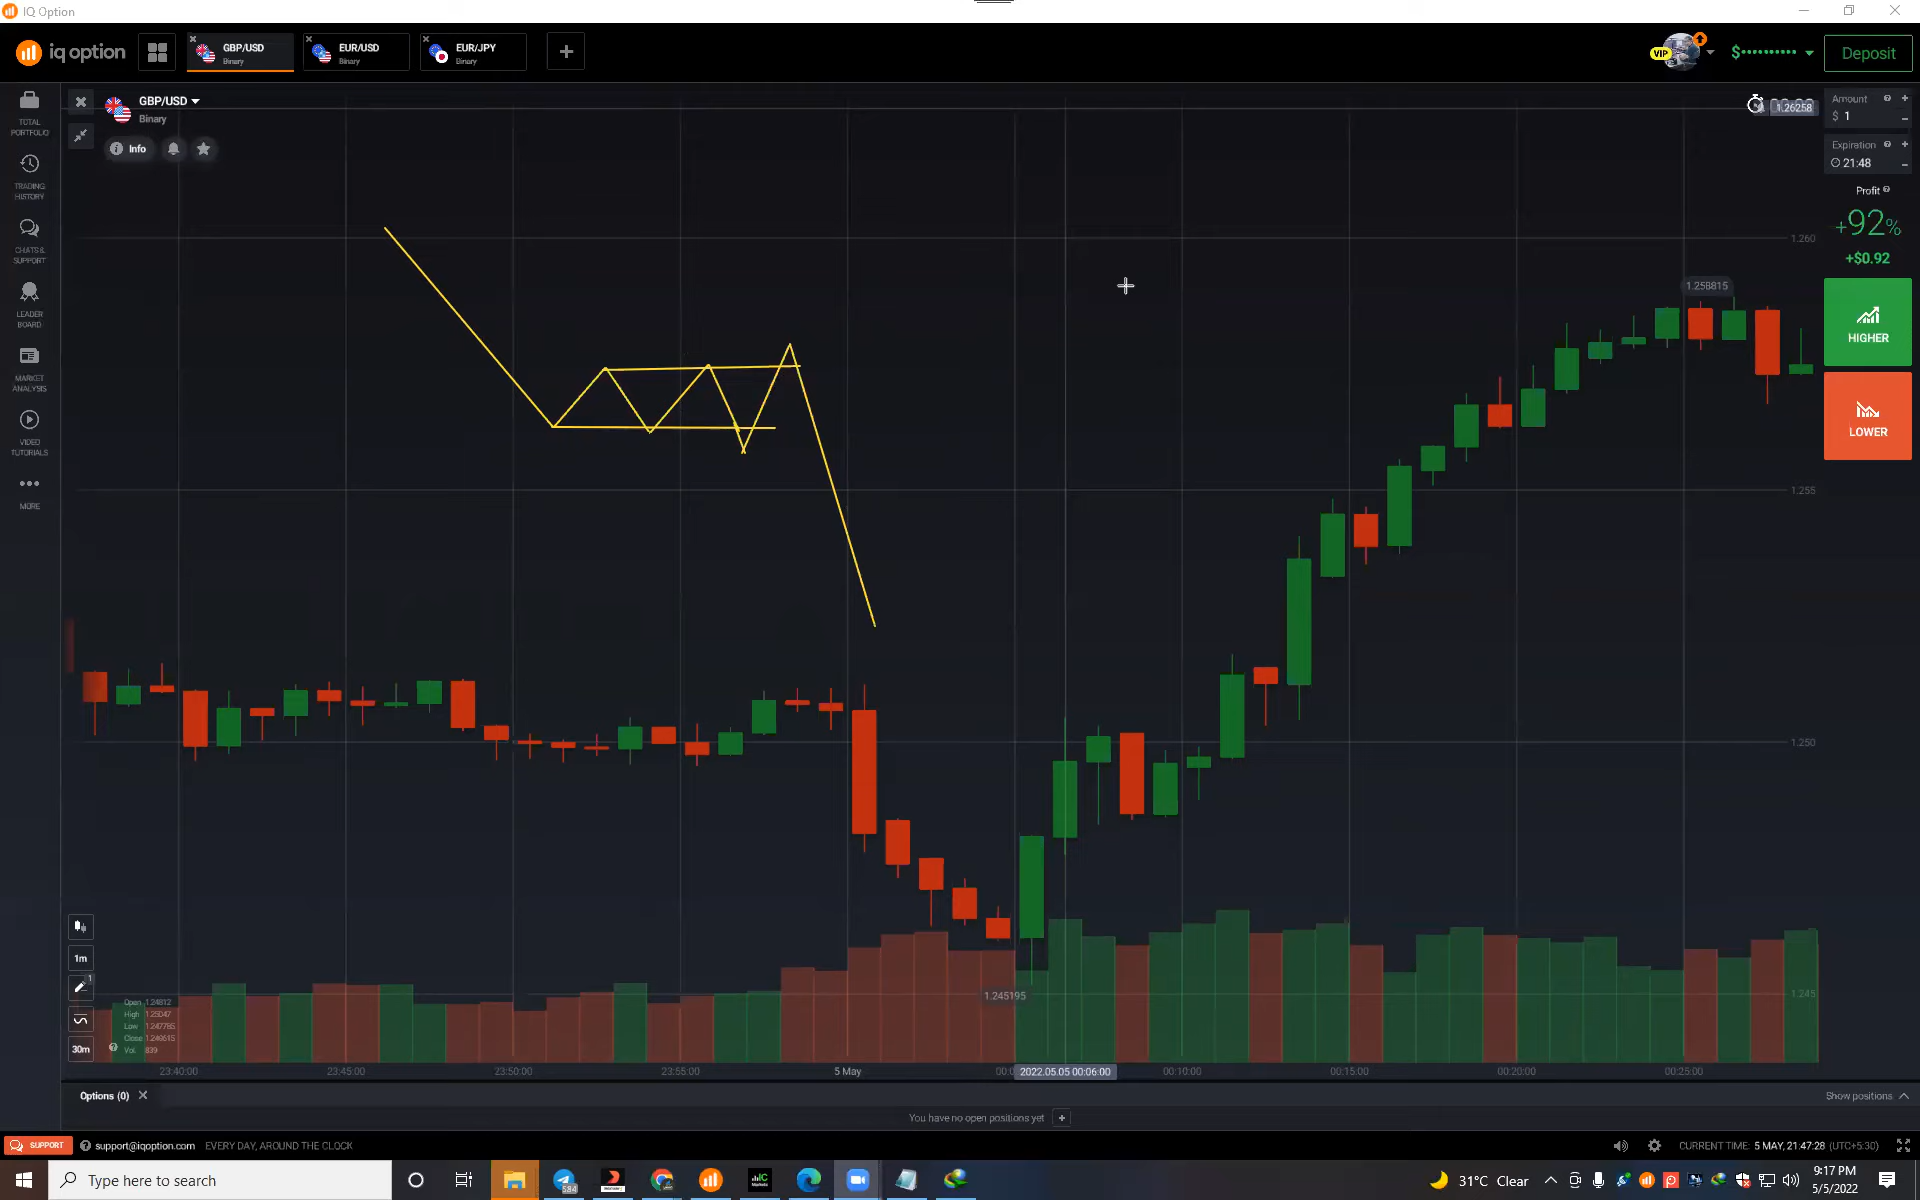 IQ Option
iq option
GBP/USD
Binary
EUR/USD
Binary
EUR/JPY
Binary
VIP
Deposit
TOTAL
PORTFOLIO
TRADING
HISTORY
CHATS &
SUPPORT
LEADER
BOARD
MARKET
ANALYSIS
VIDEO
TUTORIALS
MORE
GBP/USD
Binary
Info
1.26258
1.260
1.258815
1.255
1.250
1.245
1.245195
Amount
$ 1
Expiration
21:48
Profit
+92%
+$0.92
HIGHER
LOWER
1m
1
30m
Open 1.24812
High 1.25047
Low 1.247785
Close
Vol. 839
23:40:00
23:45:00
23:50:00
23:55:00
5 May
2022.05.05 00:06:00
00:10:00
00:15:00
00:20:00
00:25:00
Options (0)
Show positions
You have no open positions yet
SUPPORT
support@iqoption.com
EVERY DAY, AROUND THE CLOCK
CURRENT TIME: 5 MAY, 21:47:28 (UTC+5:30)
Type here to search
31°C Clear
9:17 PM
5/5/2022